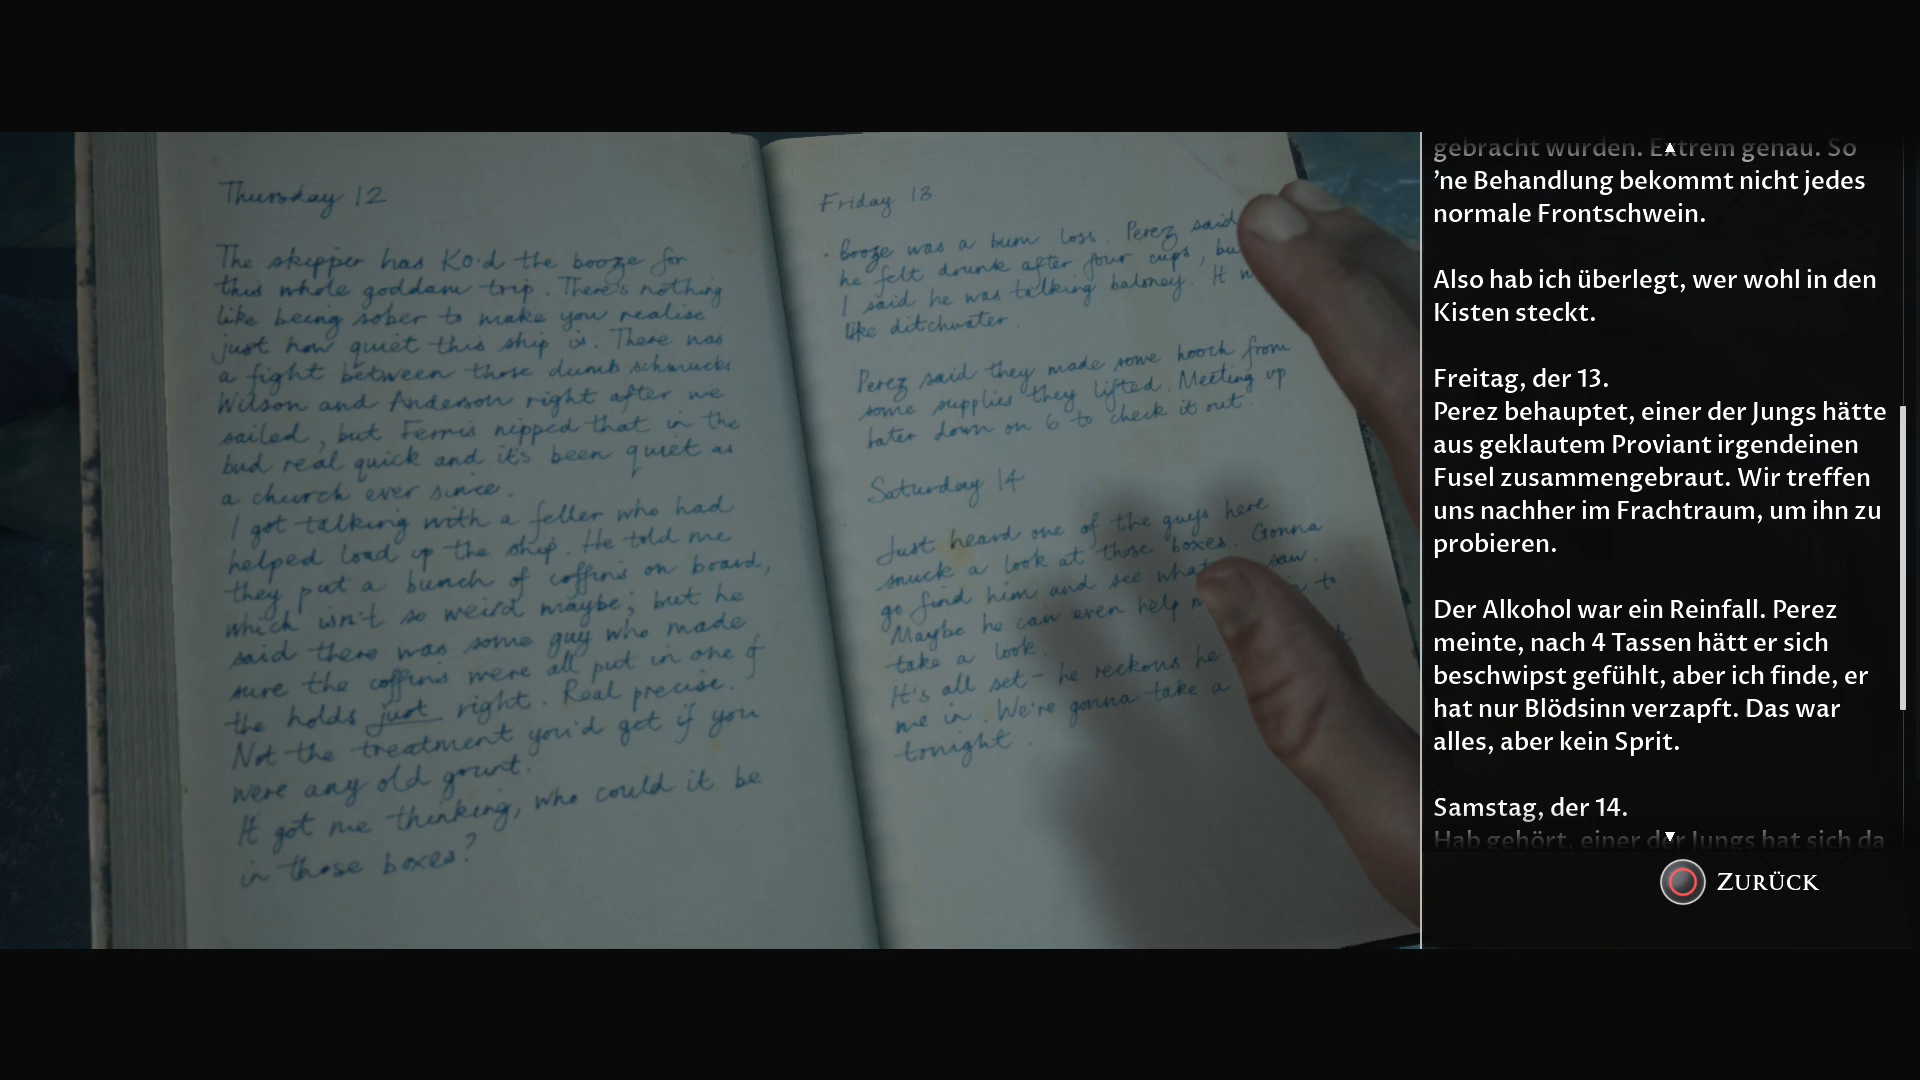 Thursday 12
The skipper has KO'd the booze for
this whole goddam trip. There's nothing
like being sober to make you realise
just how quiet this ship is. There was
a fight between those dumb schmucks
Wilson and Anderson right after we
sailed, but Ferris nipped that in the
bud real quick and it's been quiet as
a church ever since.
I got talking with a feller who had
helped load up the ship. He told me
they put a bunch of coffins on board,
which isn't so weird maybe; but he
said there was some guy who made
sure the coffins were all put in one of
the holds just right. Real precise.
Not the treatment you'd get if you
were any old grunt.
It got me thinking, who could it be
in those boxes?
Friday 13
Booze was a bum loss. Perez said
he felt drunk after four cups, bu
I said he was talking baloney. It w
like ditchwater.
Perez said they made some hooch from
some supplies they lifted. Meeting up
later down on 6 to check it out.
Saturday 14
Just heard one of the guys here
snuck a look at those boxes. Gonna
go find him and see what saw.
Maybe he can even help m in to
take a look.
It's all set - he reckons he
me in. We're gonna take a
tonight.
gebracht wurden. Extrem genau. So
'ne Behandlung bekommt nicht jedes
normale Frontschwein.
Also hab ich überlegt, wer wohl in den
Kisten steckt.
Freitag, der 13.
Perez behauptet, einer der Jungs hätte
aus geklautem Proviant irgendeinen
Fusel zusammengebraut. Wir treffen
uns nachher im Frachtraum, um ihn zu
probieren.
Der Alkohol war ein Reinfall. Perez
meinte, nach 4 Tassen hätt er sich
beschwipst gefühlt, aber ich finde, er
hat nur Blödsinn verzapft. Das war
alles, aber kein Sprit.
Samstag, der 14.
Hab gehört, einer der Jungs hat sich da
ZURÜCK